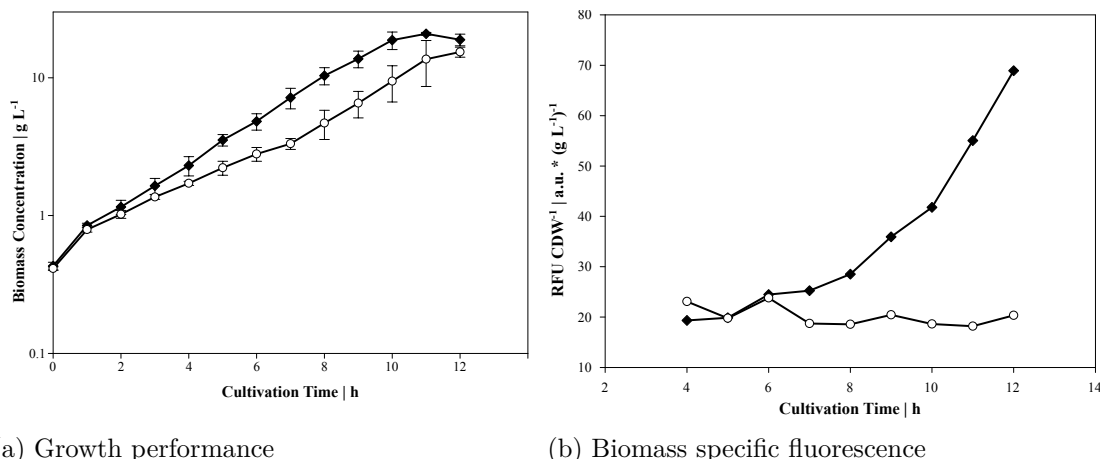 10
1
0.1
Biomass Concentration | g L⁻¹
0 2 4 6 8 10 12
Cultivation Time | h
80
70
60
50
40
30
20
10
RFU CDW⁻¹ | a.u. * (g L⁻¹)⁻¹
2 4 6 8 10 12 14
Cultivation Time | h
a) Growth performance
(b) Biomass specific fluorescence